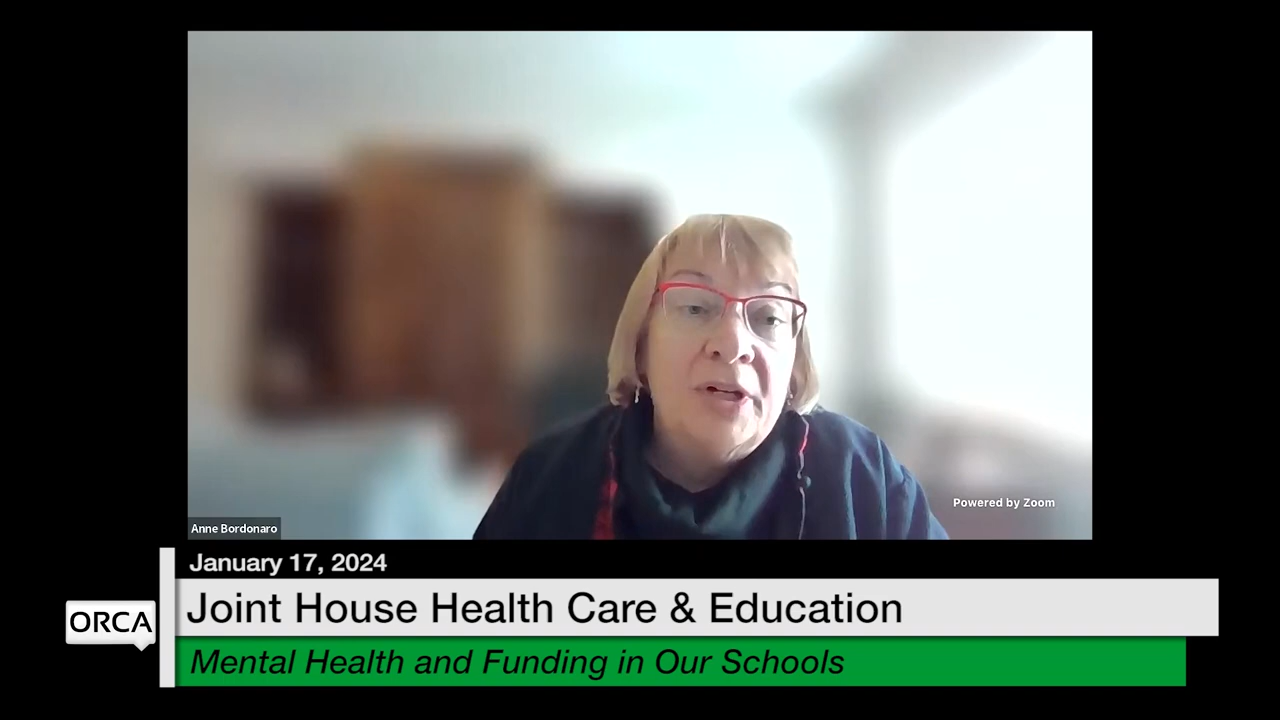 Powered by Zoom
Anne Bordonaro
January 17, 2024
ORCA
Joint House Health Care & Education
Mental Health and Funding in Our Schools